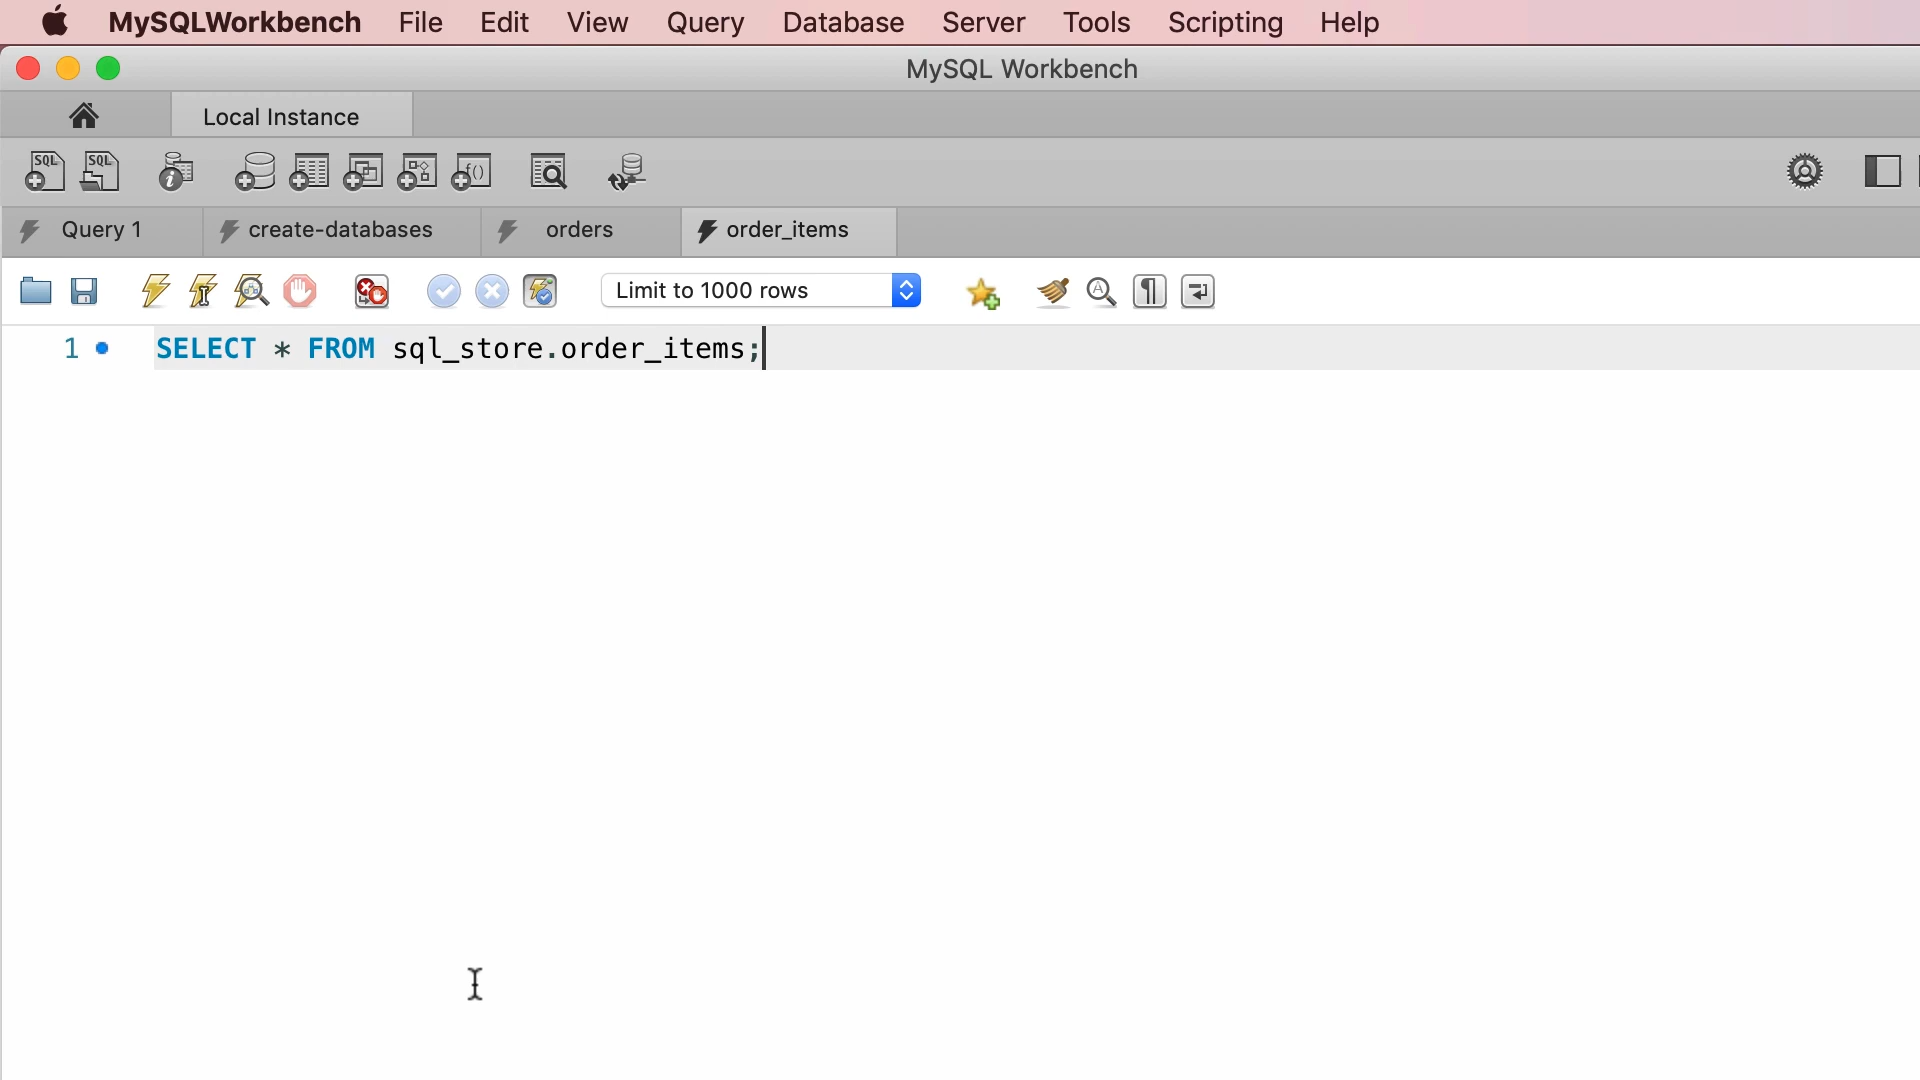 MySQLWorkbench File Edit View Query Database Server Tools Scripting Help
MySQL Workbench
Local Instance
SQL SQL i f()
Query 1 create-databases orders order_items
Limit to 1000 rows
1 SELECT * FROM sql_store.order_items;